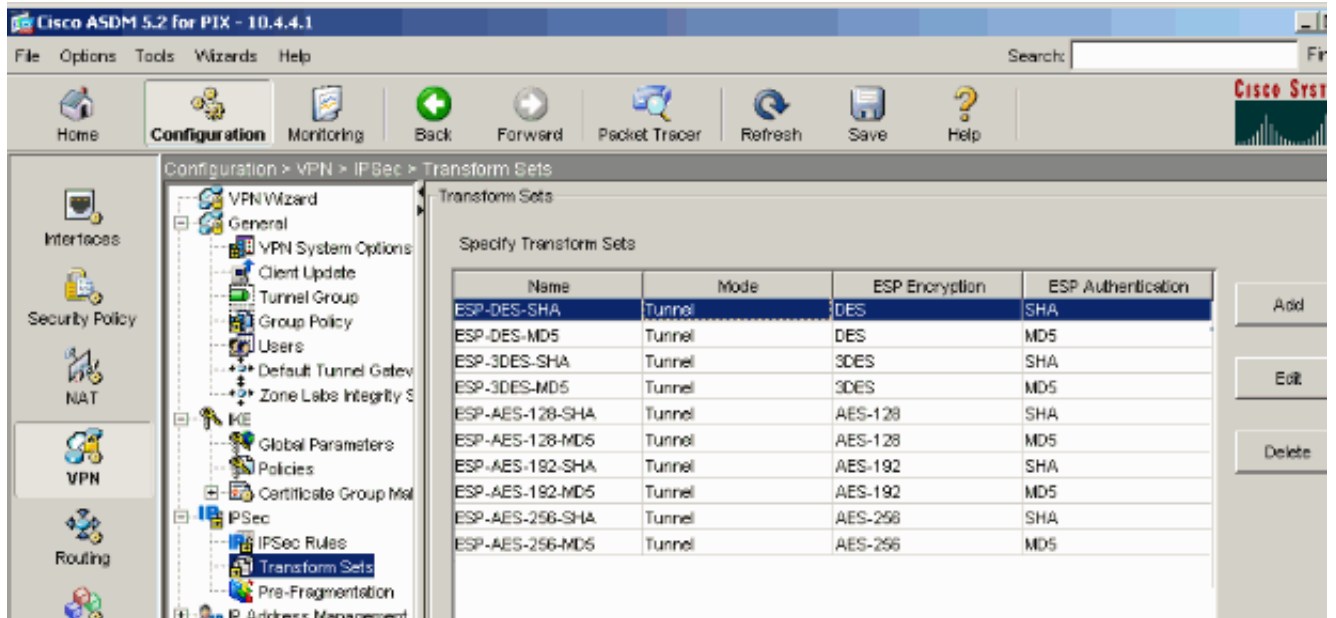 Cisco ASDM 5.2 for PIX - 10.4.4.1
File Options Tools Wizards Help Search:
Home Configuration Monitoring Back Forward Packet Tracer Refresh Save Help
Configuration > VPN > IPSec > Transform Sets
Interfaces
Security Policy
NAT
VPN
Routing
VPN Wizard
General
VPN System Options
Client Update
Tunnel Group
Group Policy
Users
Default Tunnel Gatev
Zone Labs Integrity S
IKE
Global Parameters
Policies
Certificate Group Mat
IPSec
IPSec Rules
Transform Sets
Pre-Fragmentation
IP Address Management
Transform Sets
Specify Transform Sets
Name Mode ESP Encryption ESP Authentication
ESP-DES-SHA Tunnel DES SHA
ESP-DES-MD5 Tunnel DES MD5
ESP-3DES-SHA Tunnel 3DES SHA
ESP-3DES-MD5 Tunnel 3DES MD5
ESP-AES-128-SHA Tunnel AES-128 SHA
ESP-AES-128-MD5 Tunnel AES-128 MD5
ESP-AES-192-SHA Tunnel AES-192 SHA
ESP-AES-192-MD5 Tunnel AES-192 MD5
ESP-AES-256-SHA Tunnel AES-256 SHA
ESP-AES-256-MD5 Tunnel AES-256 MD5
Add
Edit
Delete
Cisco Syst